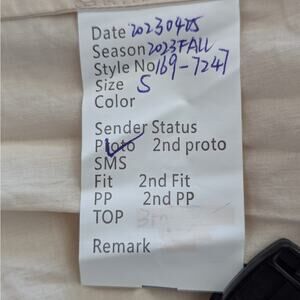 Date 20230405
Season 2023FALL
Style No 169-7247
Size S
Color
Sender Status
Proto 2nd proto
SMS
Fit 2nd Fit
PP 2nd PP
TOP
Remark